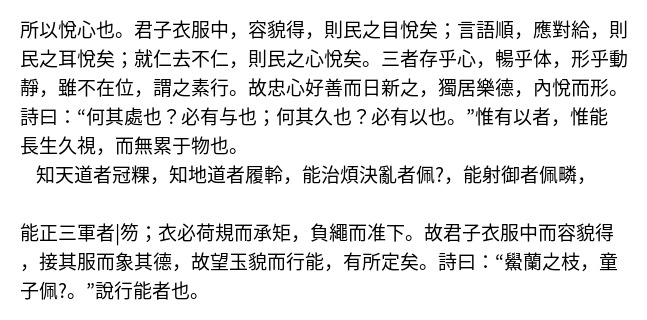 所以悅心也。君子衣服中，容貌得，則民之目悅矣；言語順，應對給，則
民之耳悅矣；就仁去不仁，則民之心悅矣。三者存乎心，暢乎体，形乎動
靜，雖不在位，謂之素行。故忠心好善而日新之，獨居樂德，內悅而形。
詩曰：“何其處也？必有与也；何其久也？必有以也。”惟有以者，惟能
長生久視，而無累于物也。
知天道者冠粿，知地道者履軨，能治煩決亂者佩?，能射御者佩疄，
能正三軍者|笏；衣必荷規而承矩，負繩而准下。故君子衣服中而容貌得
，接其服而象其德，故望玉貌而行能，有所定矣。詩曰：“鱟蘭之枝，童
子佩?。”說行能者也。